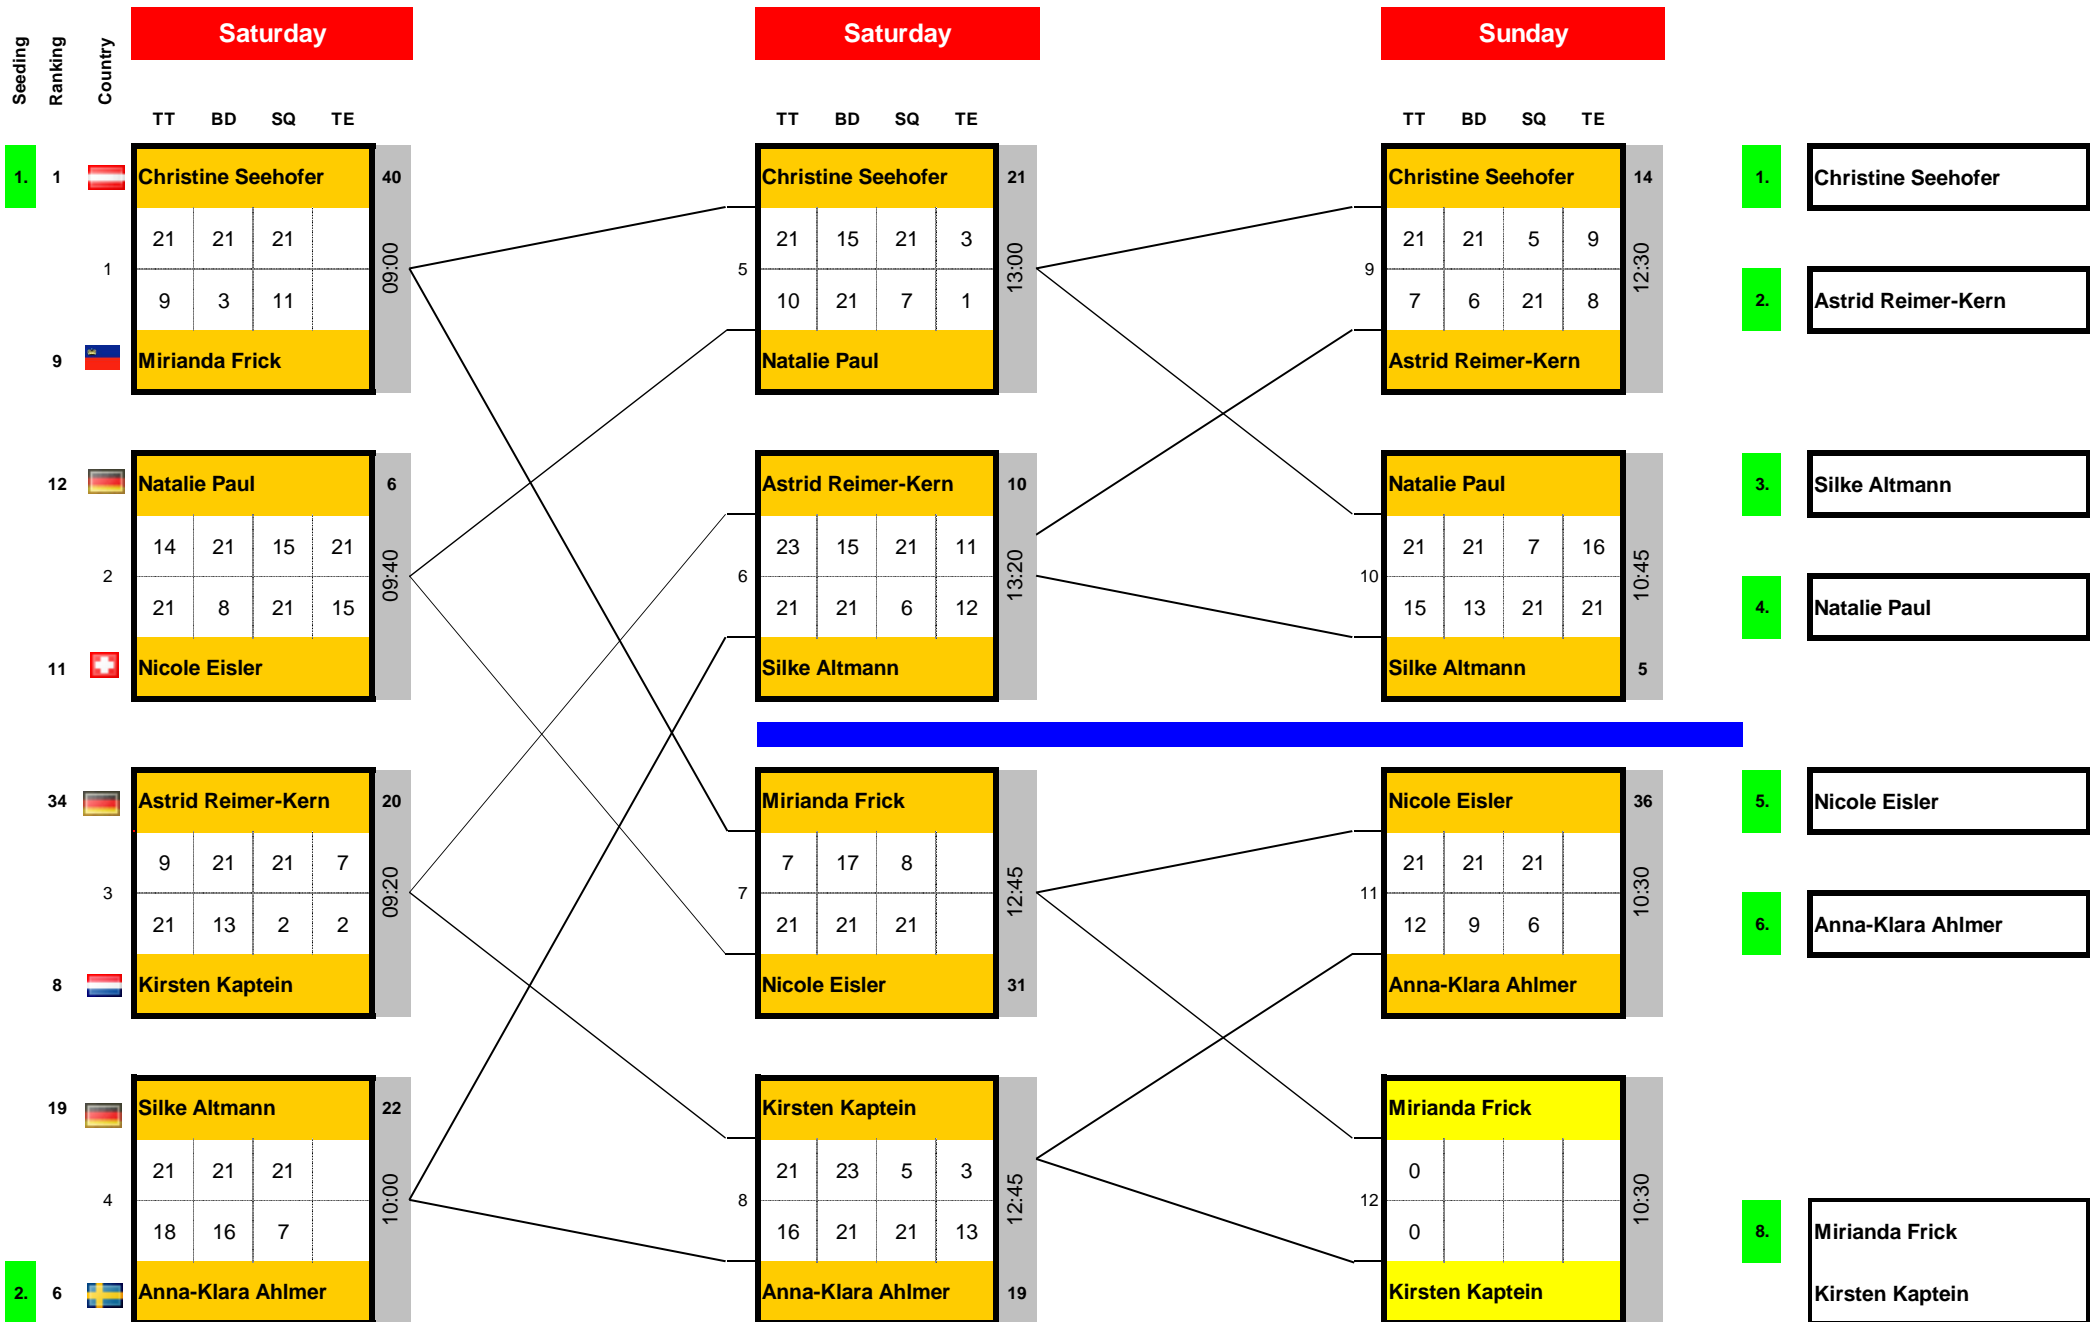 Saturday Saturday Sunday
Seeding Ranking Country
TT BD SQ TE TT BD SQ TE TT BD SQ TE
1. 1 Christine Seehofer 40 Christine Seehofer 21 Christine Seehofer 14 1. Christine Seehofer
21 21 21 21 15 21 3 21 21 5 9
1 09:00 5 13:00 9 12:30
9 3 11 10 21 7 1 7 6 21 8 2. Astrid Reimer-Kern
9 Mirianda Frick Natalie Paul Astrid Reimer-Kern
12 Natalie Paul 6 Astrid Reimer-Kern 10 Natalie Paul 3. Silke Altmann
14 21 15 21 23 15 21 11 21 21 7 16
2 09:40 6 13:20 10 10:45
21 8 21 15 21 21 6 12 15 13 21 21 4. Natalie Paul
11 Nicole Eisler Silke Altmann Silke Altmann 5
34 Astrid Reimer-Kern 20 Mirianda Frick Nicole Eisler 36 5. Nicole Eisler
9 21 21 7 7 17 8 21 21 21
3 09:20 7 12:45 11 10:30
21 13 2 2 21 21 21 12 9 6 6. Anna-Klara Ahlmer
8 Kirsten Kaptein Nicole Eisler 31 Anna-Klara Ahlmer
19 Silke Altmann 22 Kirsten Kaptein Mirianda Frick
21 21 21 21 23 5 3 0
4 10:00 8 12:45 12 10:30
18 16 7 16 21 21 13 0 8. Mirianda Frick
2. 6 Anna-Klara Ahlmer Anna-Klara Ahlmer 19 Kirsten Kaptein Kirsten Kaptein